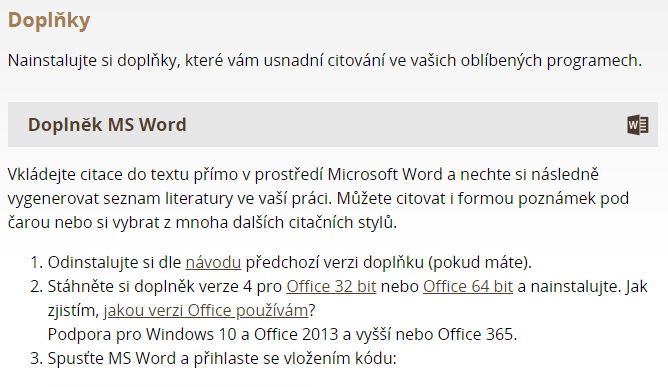 Doplňky
Nainstalujte si doplňky, které vám usnadní citování ve vašich oblíbených programech.
Doplněk MS Word
Vkládejte citace do textu přímo v prostředí Microsoft Word a nechte si následně
vygenerovat seznam literatury ve vaší práci. Můžete citovat i formou poznámek pod
čarou nebo si vybrat z mnoha dalších citačních stylů.
1. Odinstalujte si dle návodu předchozí verzi doplňku (pokud máte).
2. Stáhněte si doplněk verze 4 pro Office 32 bit nebo Office 64 bit a nainstalujte. Jak
zjistím, jakou verzi Office používám?
Podpora pro Windows 10 a Office 2013 a vyšší nebo Office 365.
3. Spusťte MS Word a přihlaste se vložením kódu: